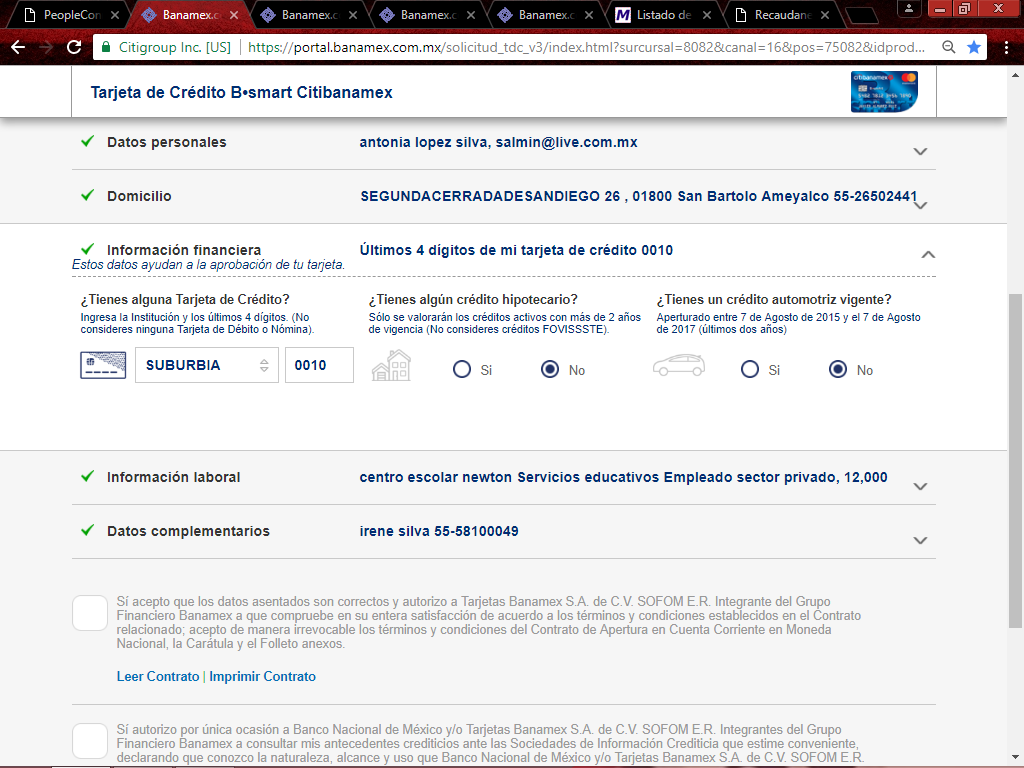 PeopleCon
Banamex.c
Banamex.c
Banamex.c
Banamex.c
Listado de
Recaudane
Citigroup Inc. [US] https://portal.banamex.com.mx/solicitud_tdc_v3/index.html?sucursal=8082&canal=16&pos=75082&idprod...
Tarjeta de Crédito B•smart Citibanamex
citibanamex
Datos personales antonia lopez silva, salmin@live.com.mx
Domicilio SEGUNDACERRADADESANDIEGO 26 , 01800 San Bartolo Ameyalco 55-26502441
Información financiera Últimos 4 dígitos de mi tarjeta de crédito 0010
Estos datos ayudan a la aprobación de tu tarjeta.
¿Tienes alguna Tarjeta de Crédito?
Ingresa la Institución y los últimos 4 dígitos. (No
consideres ninguna Tarjeta de Débito o Nómina).
SUBURBIA 0010
¿Tienes algún crédito hipotecario?
Sólo se valorarán los créditos activos con más de 2 años
de vigencia (No consideres créditos FOVISSSTE).
Si No
¿Tienes un crédito automotriz vigente?
Aperturado entre 7 de Agosto de 2015 y el 7 de Agosto
de 2017 (últimos dos años)
Si No
Información laboral centro escolar newton Servicios educativos Empleado sector privado, 12,000
Datos complementarios irene silva 55-58100049
Sí acepto que los datos asentados son correctos y autorizo a Tarjetas Banamex S.A. de C.V. SOFOM E.R. Integrante del Grupo
Financiero Banamex a que compruebe en su entera satisfacción de acuerdo a los términos y condiciones establecidos en el Contrato
relacionado; acepto de manera irrevocable los términos y condiciones del Contrato de Apertura en Cuenta Corriente en Moneda
Nacional, la Carátula y el Folleto anexos.
Leer Contrato | Imprimir Contrato
Sí autorizo por única ocasión a Banco Nacional de México y/o Tarjetas Banamex S.A. de C.V. SOFOM E.R. Integrantes del Grupo
Financiero Banamex a consultar mis antecedentes crediticios ante las Sociedades de Información Crediticia que estime conveniente,
declarando que conozco la naturaleza, alcance y uso que Banco Nacional de México y/o Tarjetas Banamex S.A. de C.V. SOFOM E.R.